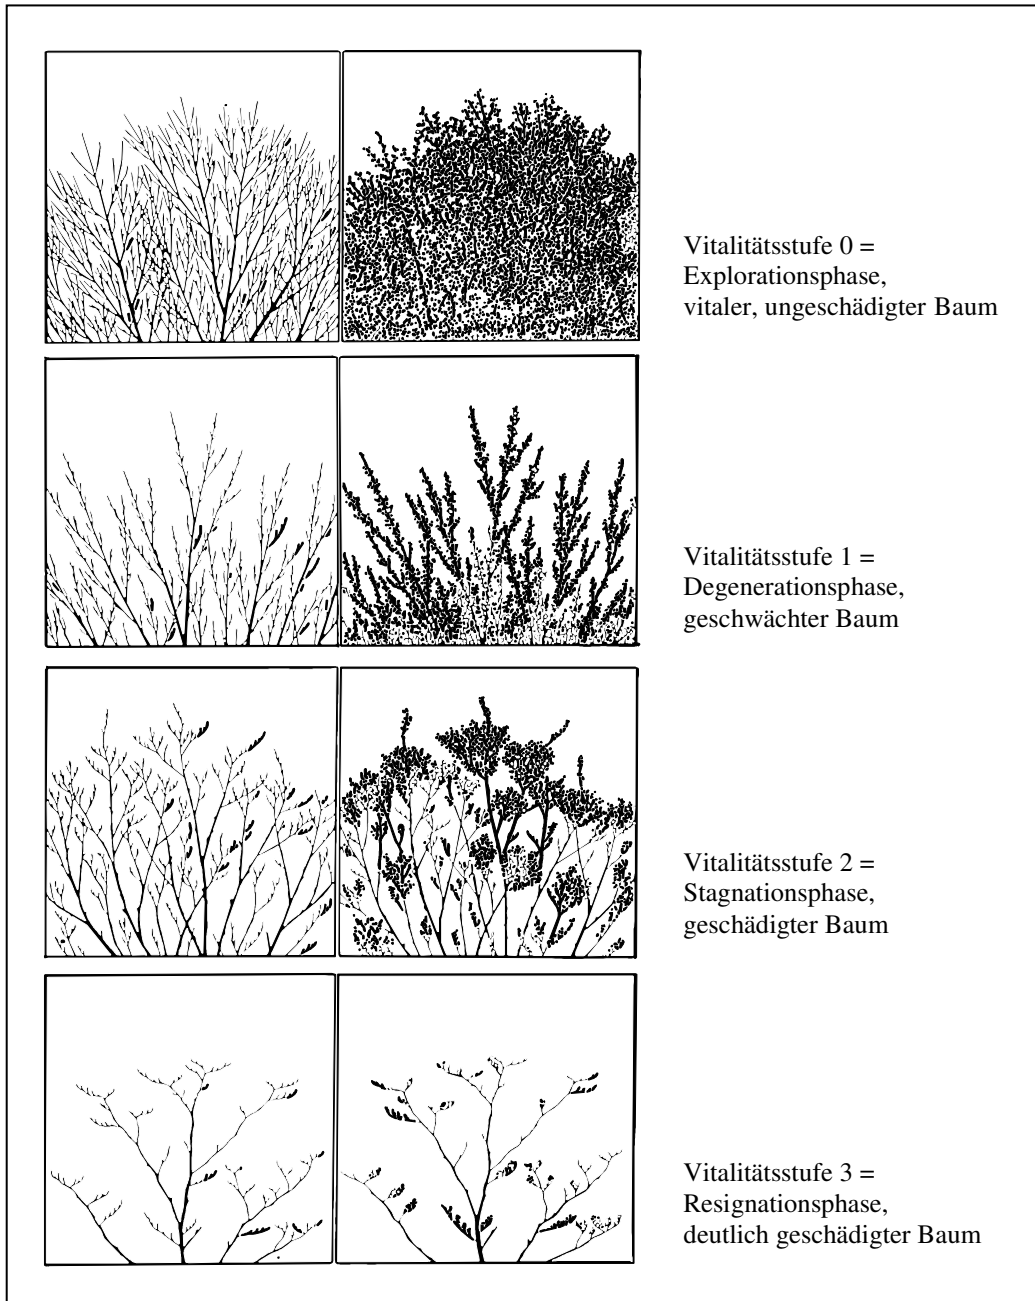 Vitalitätsstufe 0 =
Explorationsphase,
vitaler, ungeschädigter Baum
Vitalitätsstufe 1 =
Degenerationsphase,
geschwächter Baum
Vitalitätsstufe 2 =
Stagnationsphase,
geschädigter Baum
Vitalitätsstufe 3 =
Resignationsphase,
deutlich geschädigter Baum